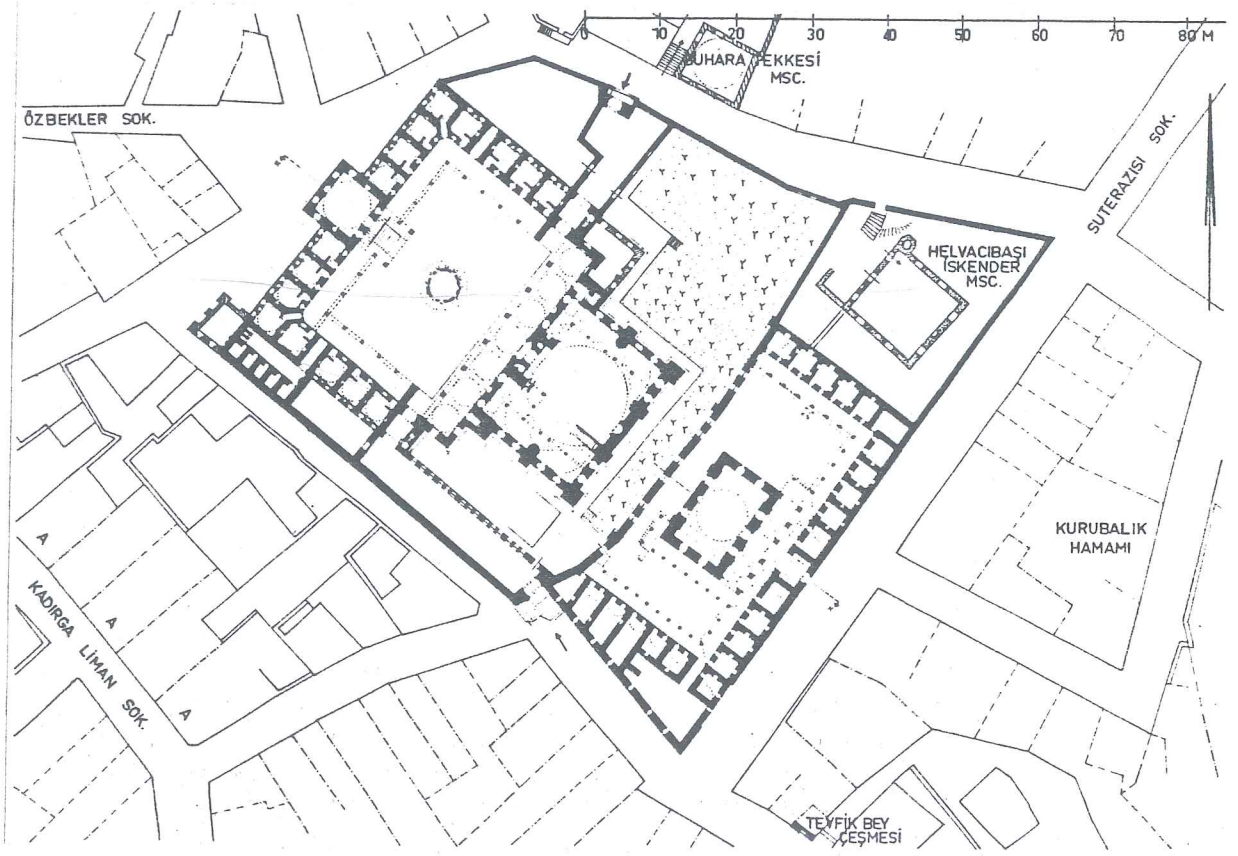 0 10 20 30 40 50 60 70 80 M
BUHARA TEKKESİ
MSC.
ÖZBEKLER SOK.
SUTERAZISI SOK.
HELVACIBAŞI
İSKENDER
MSC.
KURUBALIK
HAMAMI
A
A
A
KADIRGA LİMAN SOK.
TEVFİK BEY
ÇEŞMESİ